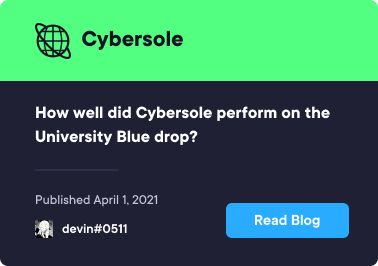 Cybersole
How well did Cybersole perform on the
University Blue drop?
Published April 1, 2021
devin#0511
Read Blog